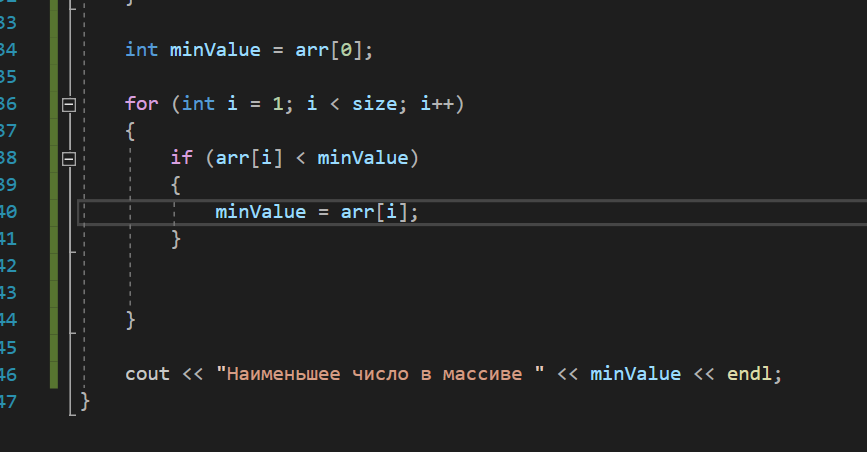 33
34 int minValue = arr[0];
35
36 for (int i = 1; i < size; i++)
37 {
38 if (arr[i] < minValue)
39 {
40 minValue = arr[i];
41 }
42
43
44 }
45
46 cout << "Наименьшее число в массиве " << minValue << endl;
47 }